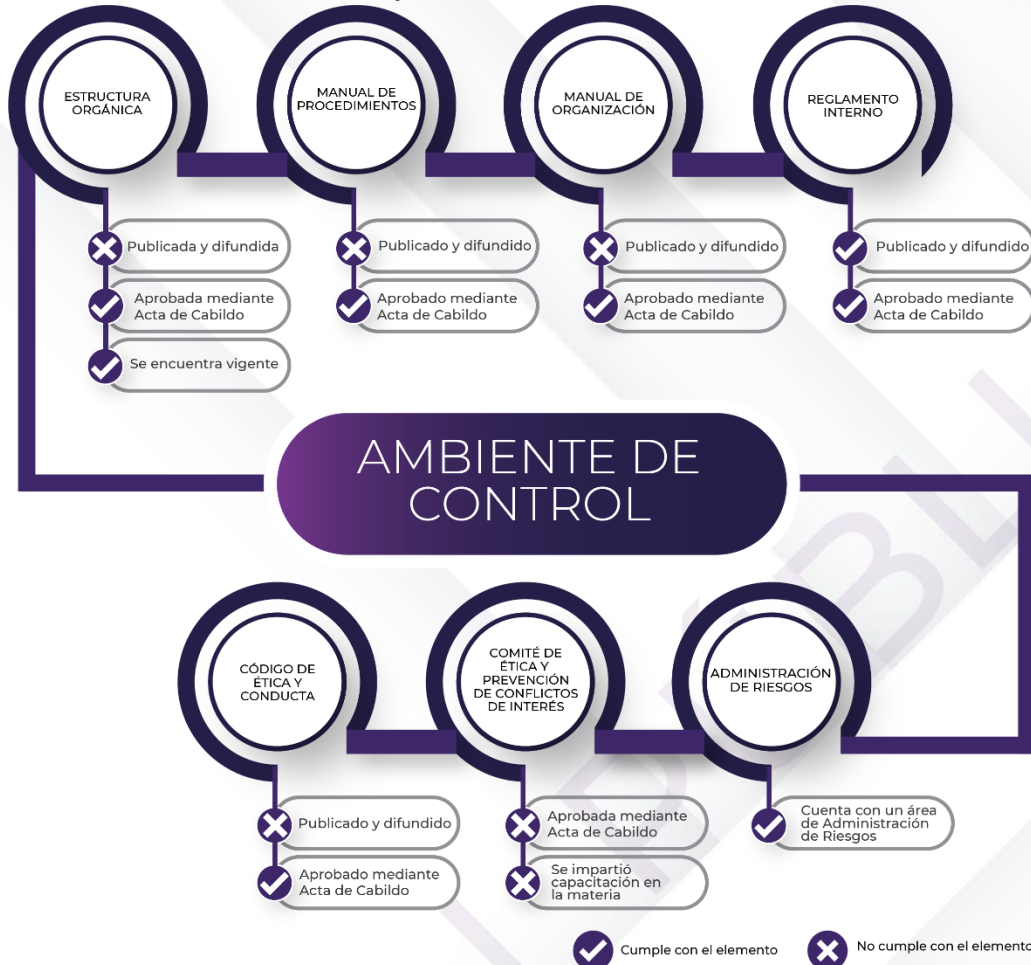 ESTRUCTURA
ORGÁNICA
MANUAL DE
PROCEDIMIENTOS
MANUAL DE
ORGANIZACIÓN
REGLAMENTO
INTERNO
Publicada y difundida
Aprobada mediante
Acta de Cabildo
Se encuentra vigente
Publicado y difundido
Aprobado mediante
Acta de Cabildo
Publicado y difundido
Aprobado mediante
Acta de Cabildo
Publicado y difundido
Aprobado mediante
Acta de Cabildo
AMBIENTE DE
CONTROL
CÓDIGO DE
ÉTICA Y
CONDUCTA
COMITÉ DE
ÉTICA Y
PREVENCIÓN
DE CONFLICTOS
DE INTERÉS
ADMINISTRACIÓN
DE RIESGOS
Publicado y difundido
Aprobado mediante
Acta de Cabildo
Aprobada mediante
Acta de Cabildo
Se impartió
capacitación en
la materia
Cuenta con un área
de Administración
de Riesgos
Cumple con el elemento
No cumple con el elemento